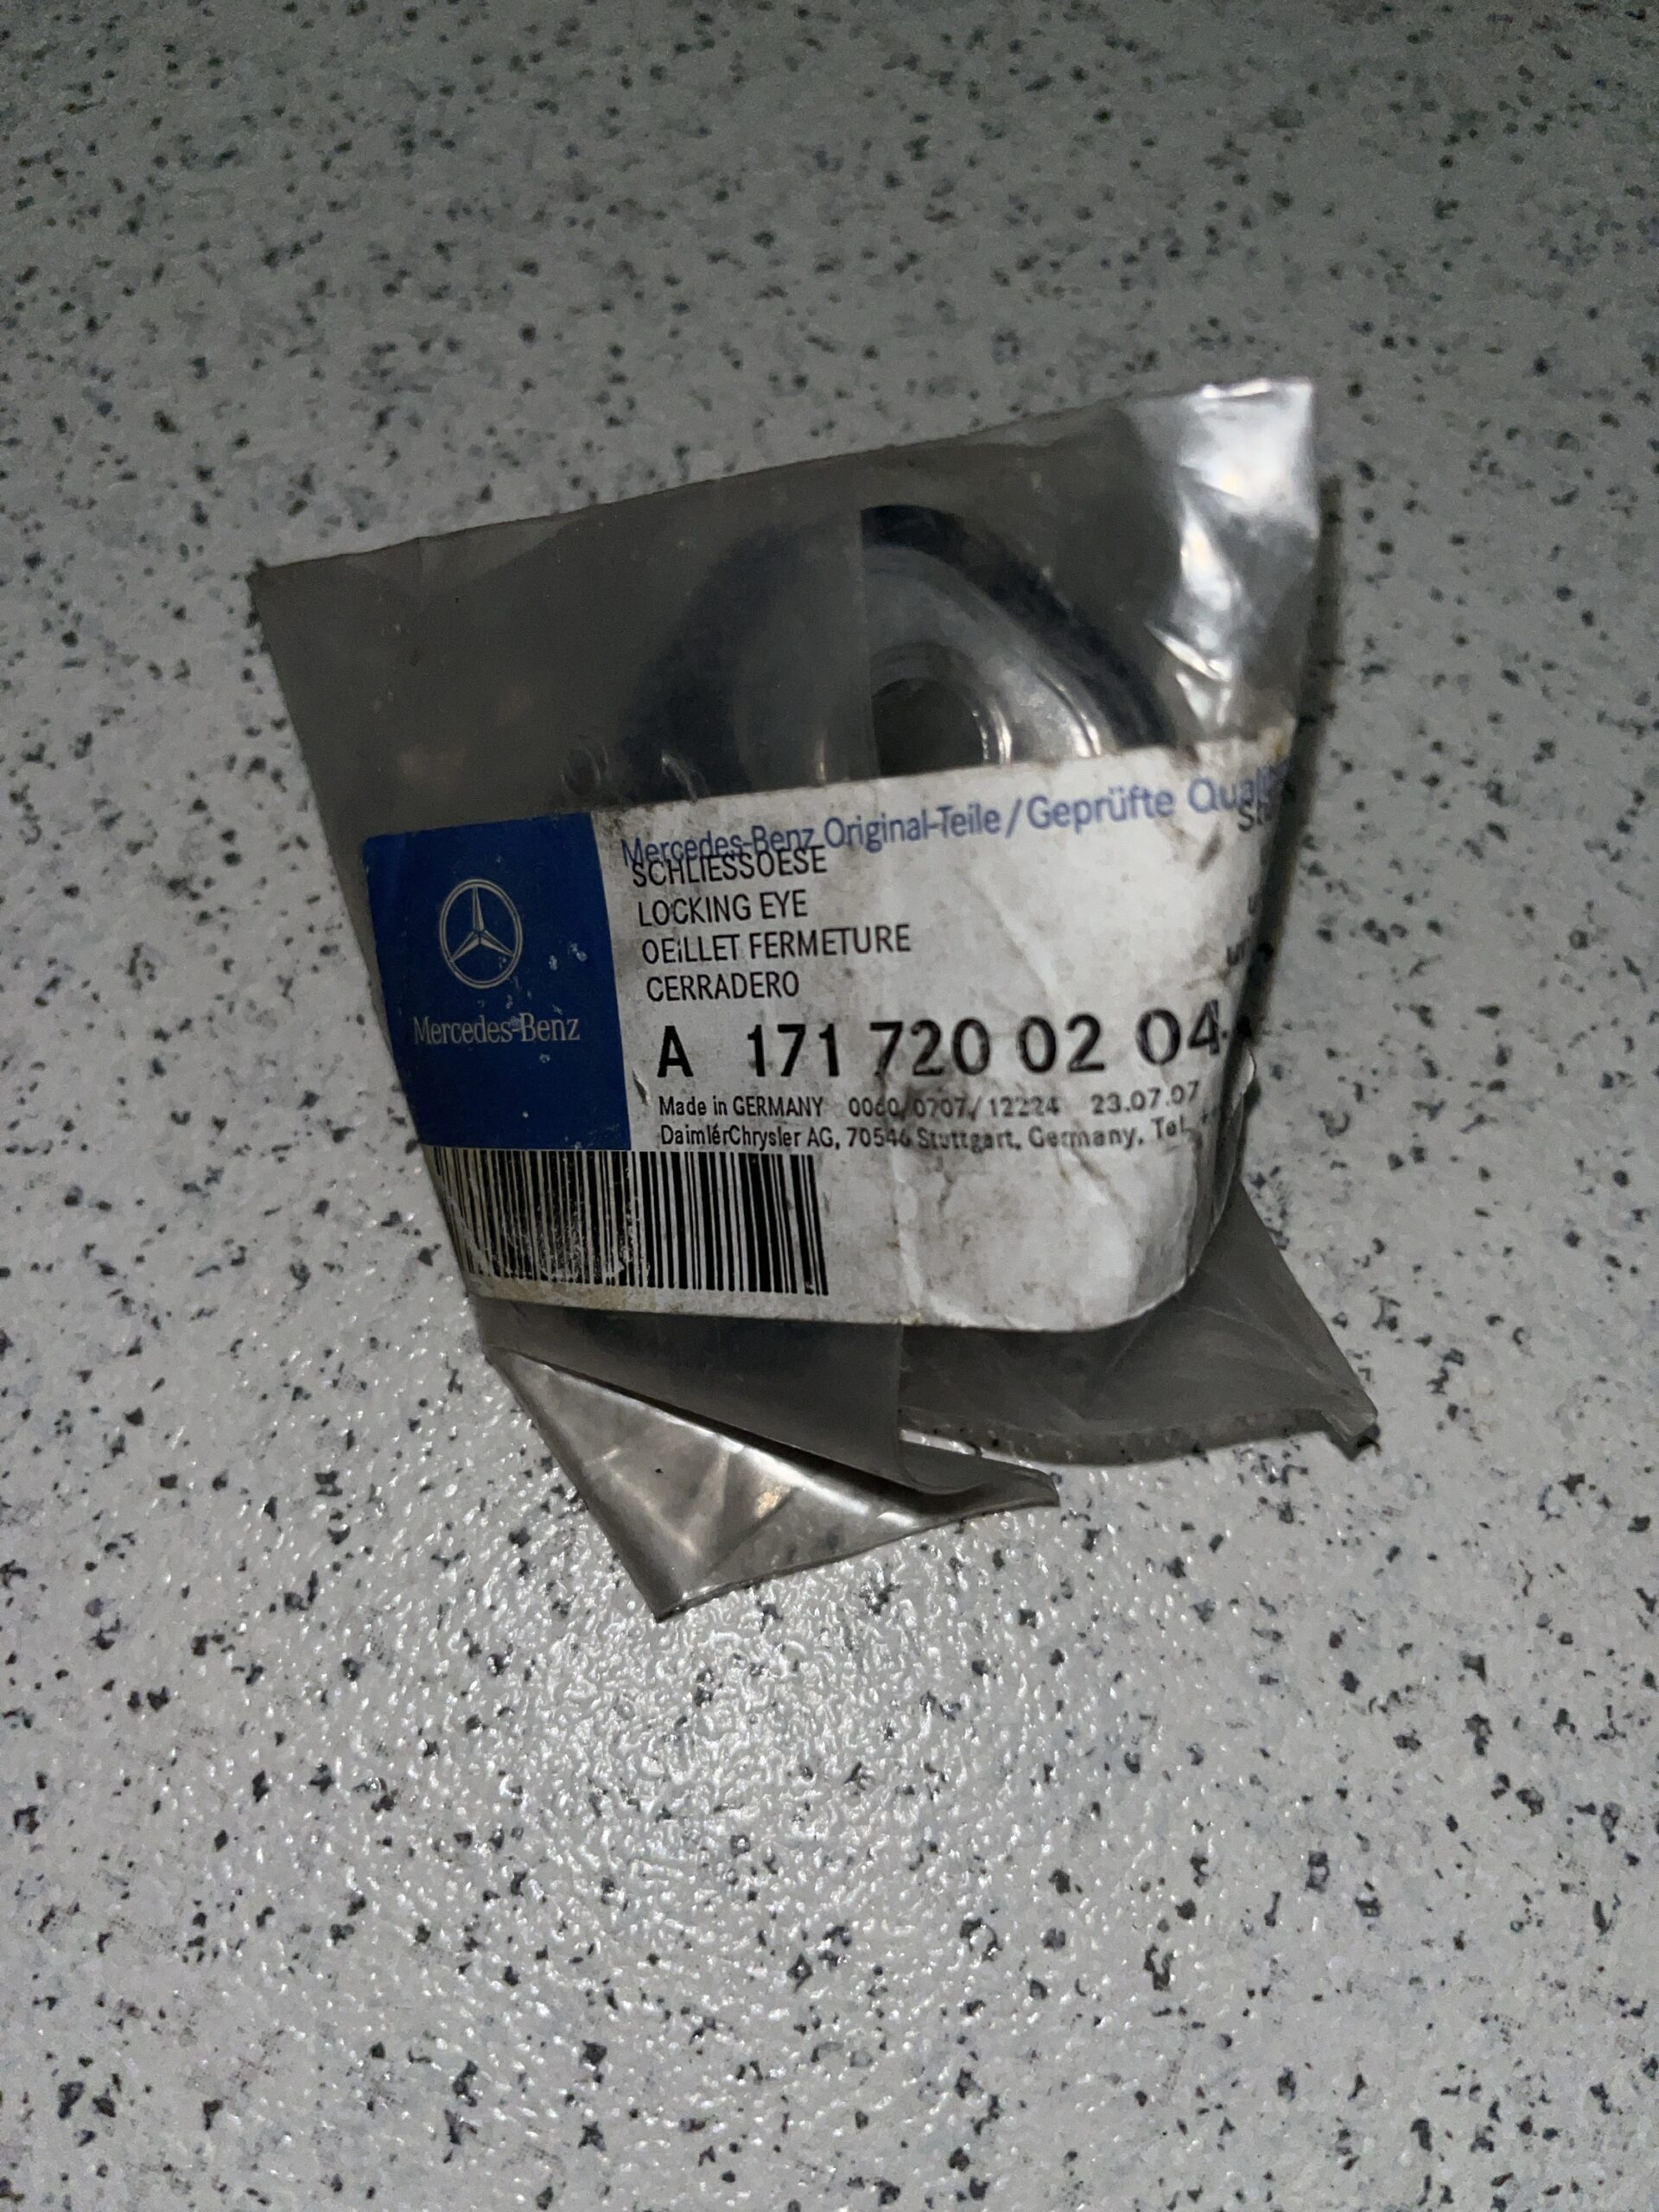 Mercedes-Benz Original-Teile / Geprüfte
SCHLIESSOESE
LOCKING EYE
OEILLET FERMETURE
CERRADERO
Mercedes-Benz
A 171 720 02 04
Made in GERMANY 0060/0707/12224 23.07.07
DaimlerChrysler AG, 70546 Stuttgart, Germany, Tel.